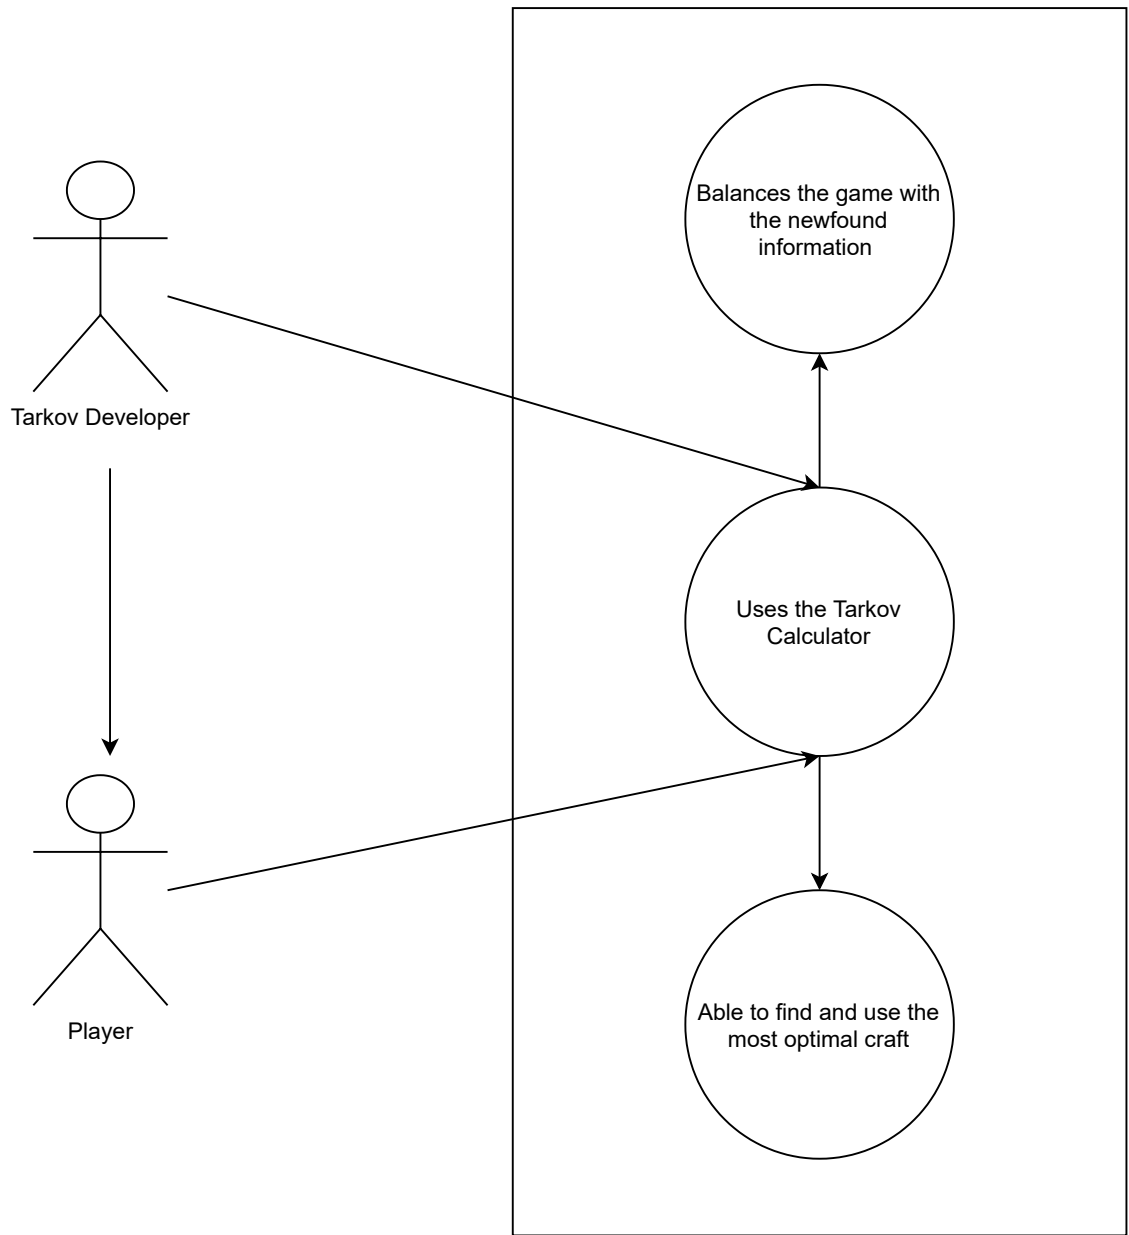 Balances the game with
the newfound
information
Tarkov Developer
Uses the Tarkov
Calculator
Able to find and use the
most optimal craft
Player